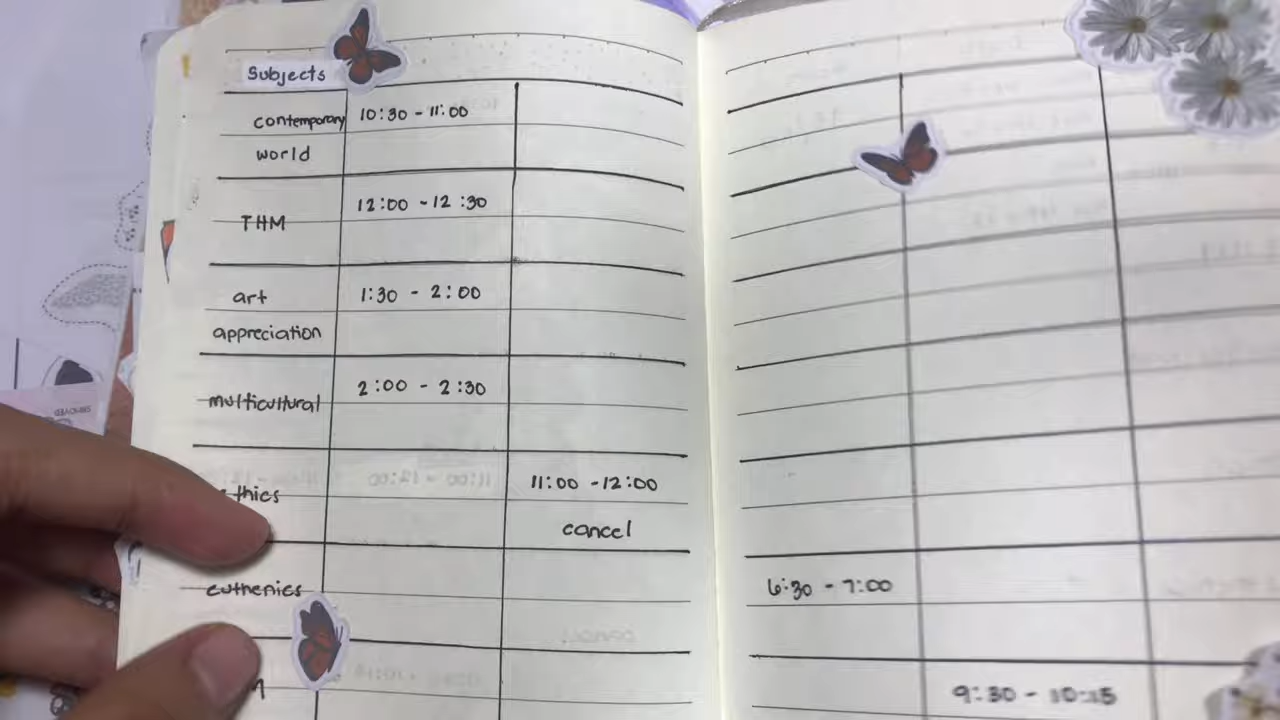 Subjects
contemporary 10:30 - 11:00
world
THM 12:00 - 12:30
art 1:30 - 2:00
appreciation
multicultural 2:00 - 2:30
thics 11:00 - 12:00
cancel
euthenics 6:30 - 7:00
9:30 - 10:15